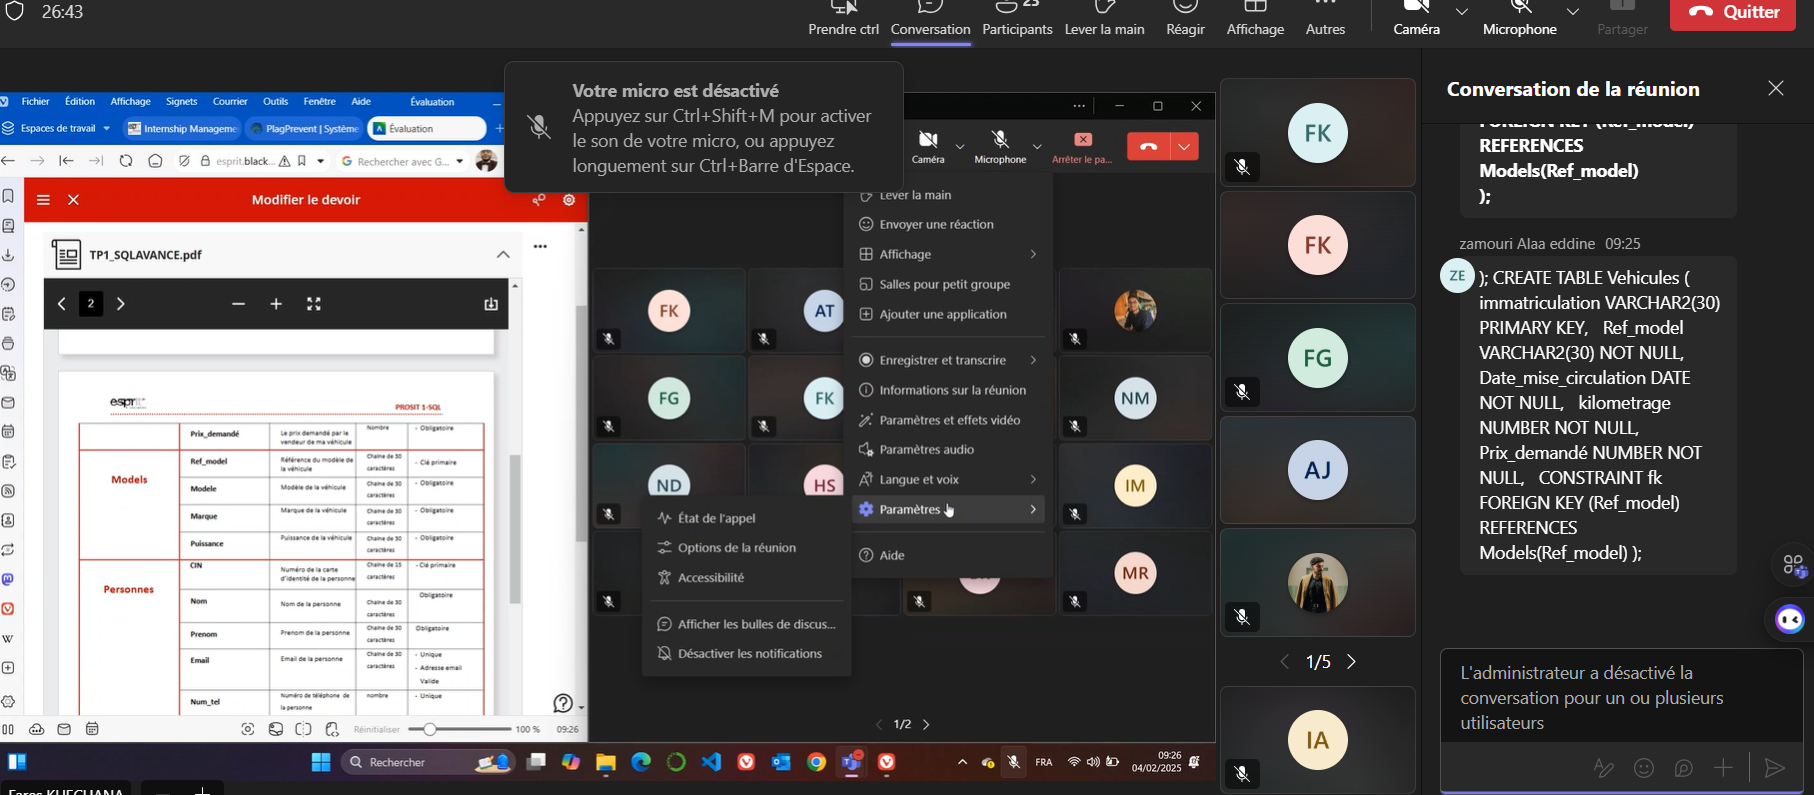 26:43
Prendre ctrl
Conversation
Participants
23
Lever la main
Réagir
Affichage
Autres
Caméra
Microphone
Partager
Quitter
Votre micro est désactivé
Appuyez sur Ctrl+Shift+M pour activer
le son de votre micro, ou appuyez
longuement sur Ctrl+Barre d'Espace.
Fichier Édition Affichage Signets Courrier Outils Fenêtre Aide
Évaluation
Espaces de travail
Internship Manageme
PlagPrevent | Système
Évaluation
esprit.black...
Rechercher avec G...
Modifier le devoir
TP1_SQLAVANCE.pdf
2
esprit
PROSIT 1-SQL
Prix_demandé
Le prix demandé par le
vendeur de ma véhicule
Nombre
- Obligatoire
Models
Ref_model
Référence du modèle de
la véhicule
Chaine de 30
caractères
- Clé primaire
Modele
Modèle de la véhicule
Chaine de 30
caractères
- Obligatoire
Marque
Marque de la véhicule
Chaine de 30
caractères
- Obligatoire
Puissance
Puissance de la véhicule
Chaine de 30
caractères
- Obligatoire
Personnes
CIN
Numéro de la carte
d'identité de la personne
Chaine de 15
caractères
- Clé primaire
Nom
Nom de la personne
Chaine de 30
caractères
Obligatoire
Prenom
Prenom de la personne
Chaine de 30
caractères
Obligatoire
Email
Email de la personne
Chaine de 30
caractères
- Unique
- Adresse email
Valide
Num_tel
Numéro de téléphone de
la personne
nombre
- Unique
Réinitialiser
100 %
09:26
Caméra
Microphone
Arrêter le pa...
Lever la main
Envoyer une réaction
Affichage
Salles pour petit groupe
Ajouter une application
Enregistrer et transcrire
Informations sur la réunion
Paramètres et effets vidéo
Paramètres audio
Langue et voix
Paramètres
Aide
État de l'appel
Options de la réunion
Accessibilité
Afficher les bulles de discus...
Désactiver les notifications
FK
AT
FG
FK
NM
ND
HS
IM
MR
1/2
Rechercher
FRA
09:26
04/02/2025
Fares KHECHANA
FK
FK
FG
AJ
1/5
IA
Conversation de la réunion
FOREIGN KEY (Ref_model)
REFERENCES
Models(Ref_model)
);
zamouri Alaa eddine 09:25
ZE
); CREATE TABLE Vehicules (
immatriculation VARCHAR2(30)
PRIMARY KEY, Ref_model
VARCHAR2(30) NOT NULL,
Date_mise_circulation DATE
NOT NULL, kilometrage
NUMBER NOT NULL,
Prix_demandé NUMBER NOT
NULL, CONSTRAINT fk
FOREIGN KEY (Ref_model)
REFERENCES
Models(Ref_model) );
L'administrateur a désactivé la
conversation pour un ou plusieurs
utilisateurs